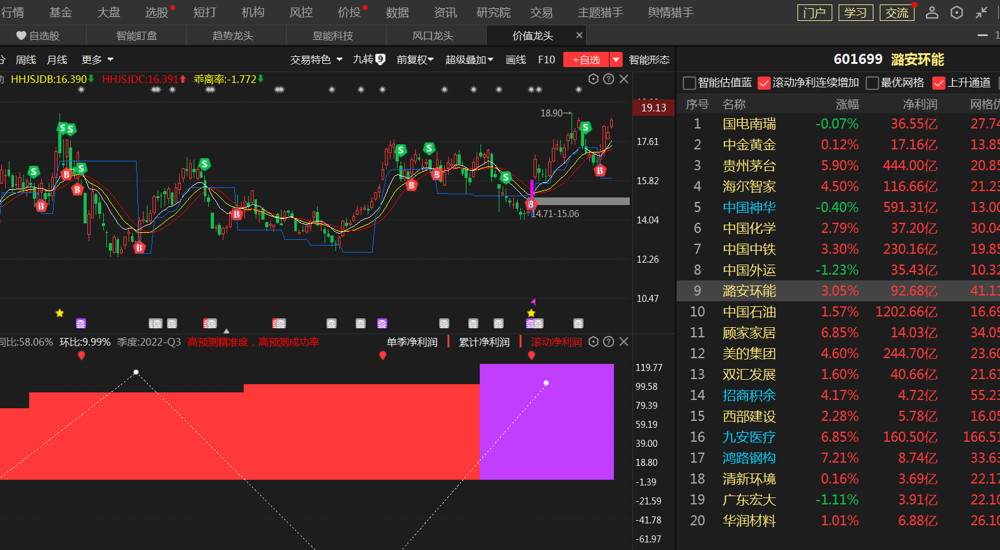 行情 基金 大盘 选股 短打 机构 风控 价投 数据 资讯 研究院 交易 主题猎手 舆情猎手 门户 学习 交流
自选股 智能盯盘 趋势龙头 昱能科技 风口龙头 价值龙头
周线 月线 更多 交易特色 九转 9 前复权 超级叠加 画线 F10 +自选 智能形态
601699 潞安环能
HHJSJDB:16.390 HHJSJDC:16.391 乖离率:-1.772
智能估值蓝 滚动净利连续增加 最优网格 上升通道
19.13
18.90
17.61
15.82
14.71-15.06
14.04
12.26
10.47
序号 名称 涨幅 净利润 网格优
1 国电南瑞 -0.07% 36.55亿 27.74
2 中金黄金 0.12% 17.16亿 13.85
3 贵州茅台 5.90% 444.00亿 20.85
4 海尔智家 4.50% 116.66亿 21.23
5 中国神华 -0.40% 591.31亿 13.00
6 中国化学 2.79% 37.20亿 30.04
7 中国中铁 3.30% 230.16亿 19.85
8 中国外运 -1.23% 35.43亿 10.32
9 潞安环能 3.05% 92.68亿 41.11
10 中国石油 1.57% 1202.66亿 16.69
11 顾家家居 6.85% 14.03亿 34.05
12 美的集团 4.60% 244.70亿 23.60
13 双汇发展 1.60% 40.66亿 21.61
14 招商积余 4.17% 4.72亿 55.23
15 西部建设 2.28% 5.78亿 16.05
16 九安医疗 6.85% 160.50亿 166.51
17 鸿路钢构 7.21% 8.74亿 33.63
18 清新环境 0.16% 3.69亿 22.17
19 广东宏大 -1.11% 3.91亿 22.10
20 华润材料 1.01% 6.88亿 26.10
同比:58.06% 环比:9.99% 季度:2022-Q3 高预测精准度，高预测成功率 单季净利润 累计净利润 滚动净利润
119.77
99.58
79.39
59.19
39.00
18.80
-1.39
-21.59
-41.78
-61.97